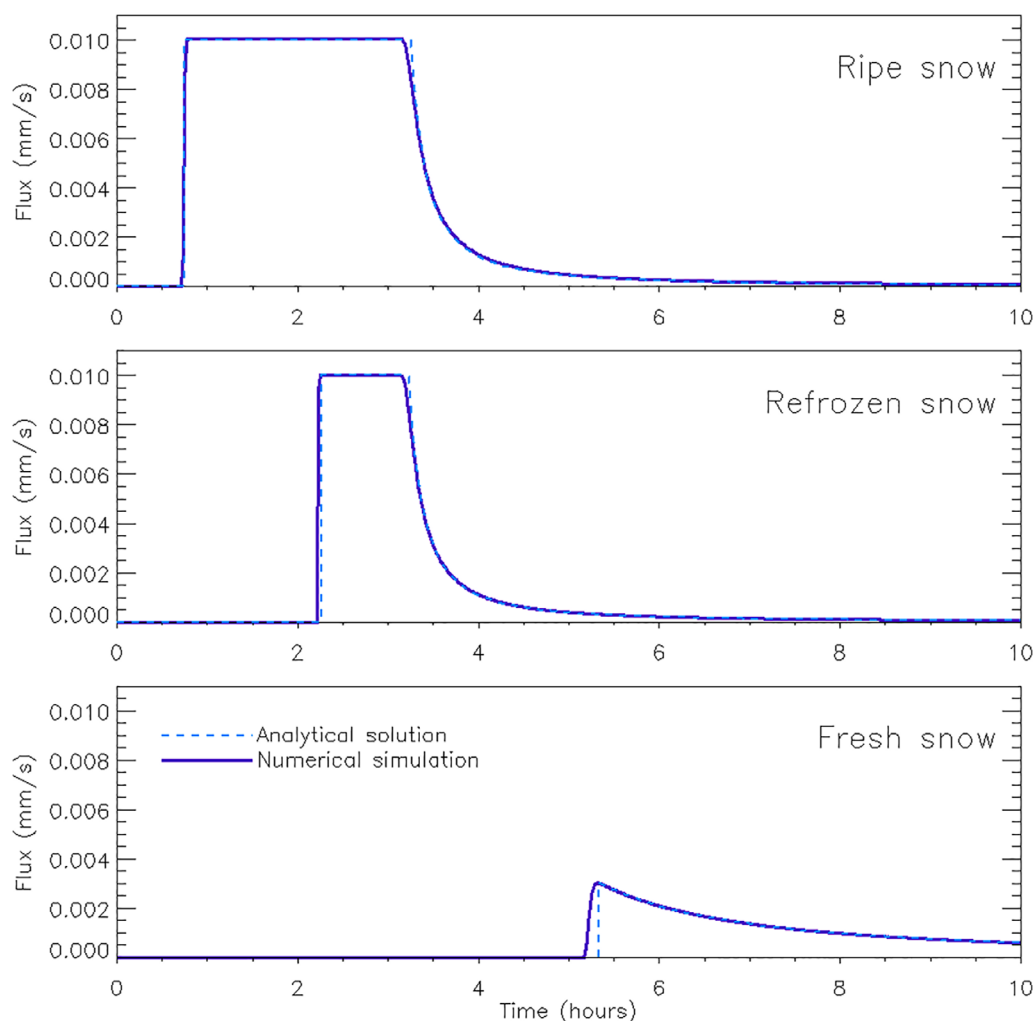 Ripe snow
Flux (mm/s)
0.010
0.008
0.006
0.004
0.002
0.000
0 2 4 6 8 10
Refrozen snow
Flux (mm/s)
0.010
0.008
0.006
0.004
0.002
0.000
0 2 4 6 8 10
Fresh snow
Analytical solution
Numerical simulation
Flux (mm/s)
0.010
0.008
0.006
0.004
0.002
0.000
0 2 4 6 8 10
Time (hours)